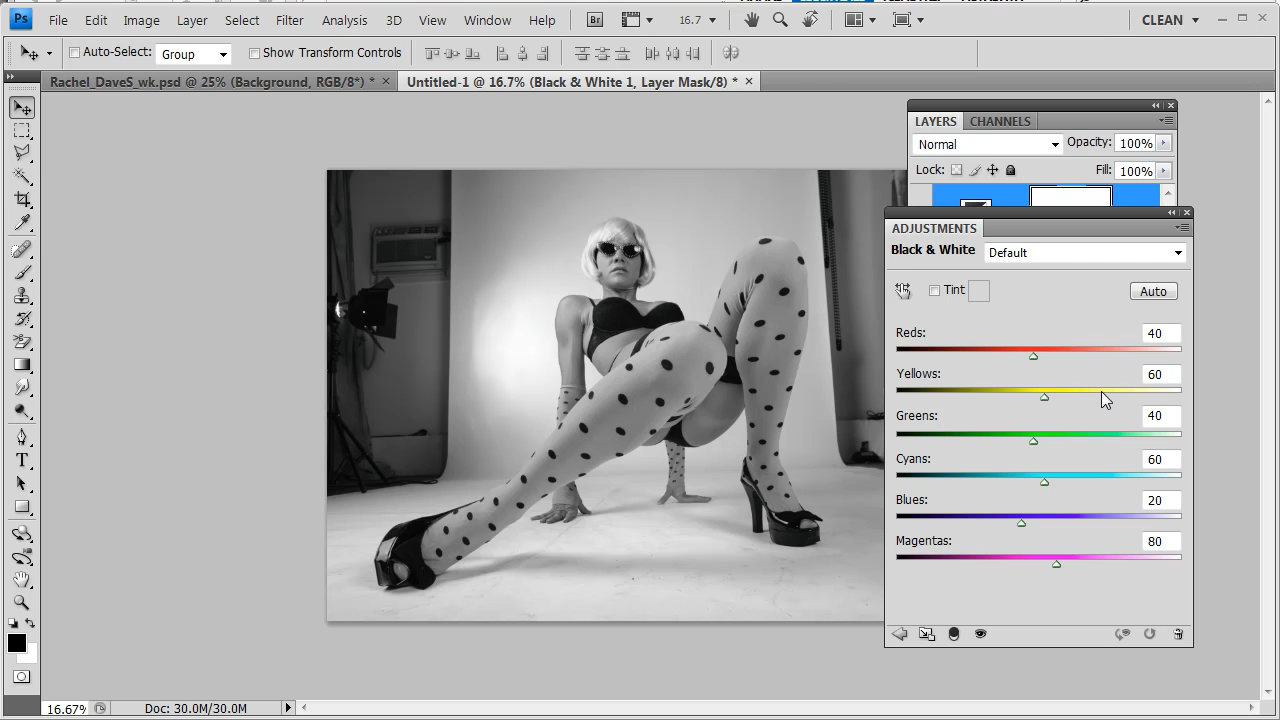 Ps File Edit Image Layer Select Filter Analysis 3D View Window Help Br 16.7 CLEAN
Auto-Select: Group Show Transform Controls
Rachel_DaveS_wk.psd @ 25% (Background, RGB/8*) * × Untitled-1 @ 16.7% (Black & White 1, Layer Mask/8) * ×
LAYERS CHANNELS
Normal Opacity: 100%
Lock: Fill: 100%
ADJUSTMENTS
Black & White Default
Tint Auto
Reds: 40
Yellows: 60
Greens: 40
Cyans: 60
Blues: 20
Magentas: 80
T
16.67% Doc: 30.0M/30.0M